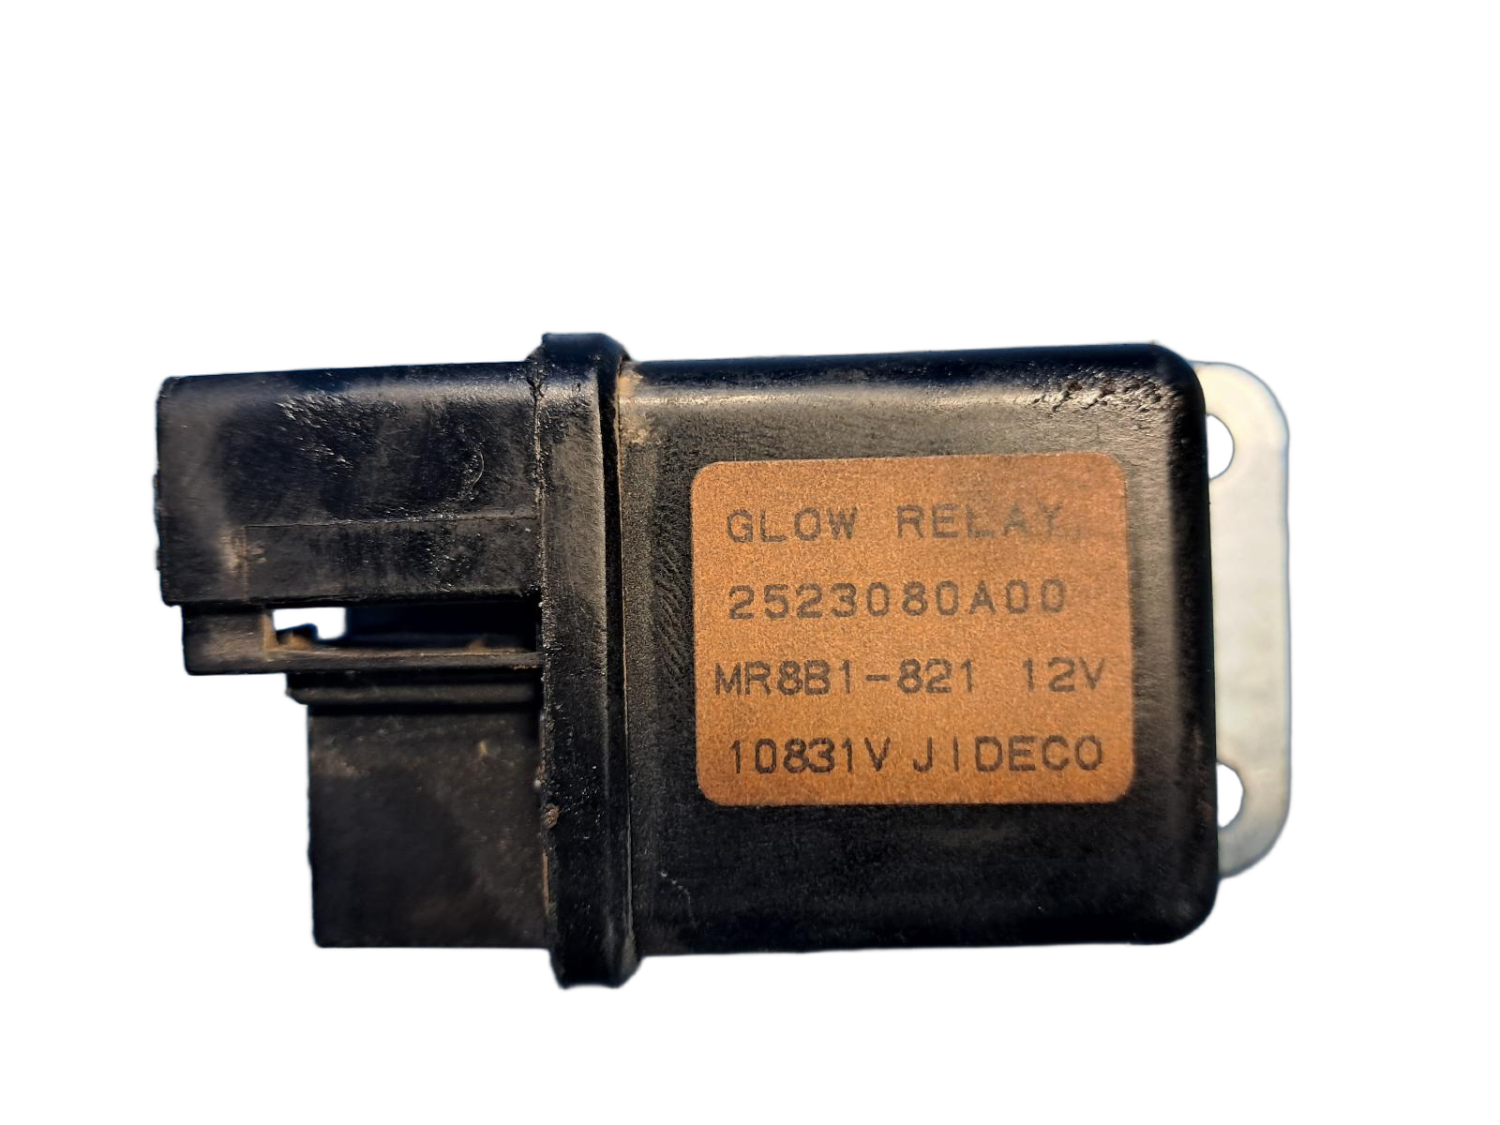 GLOW RELAY
2523080A00
MR8B1-821 12V
10831V JIDECO